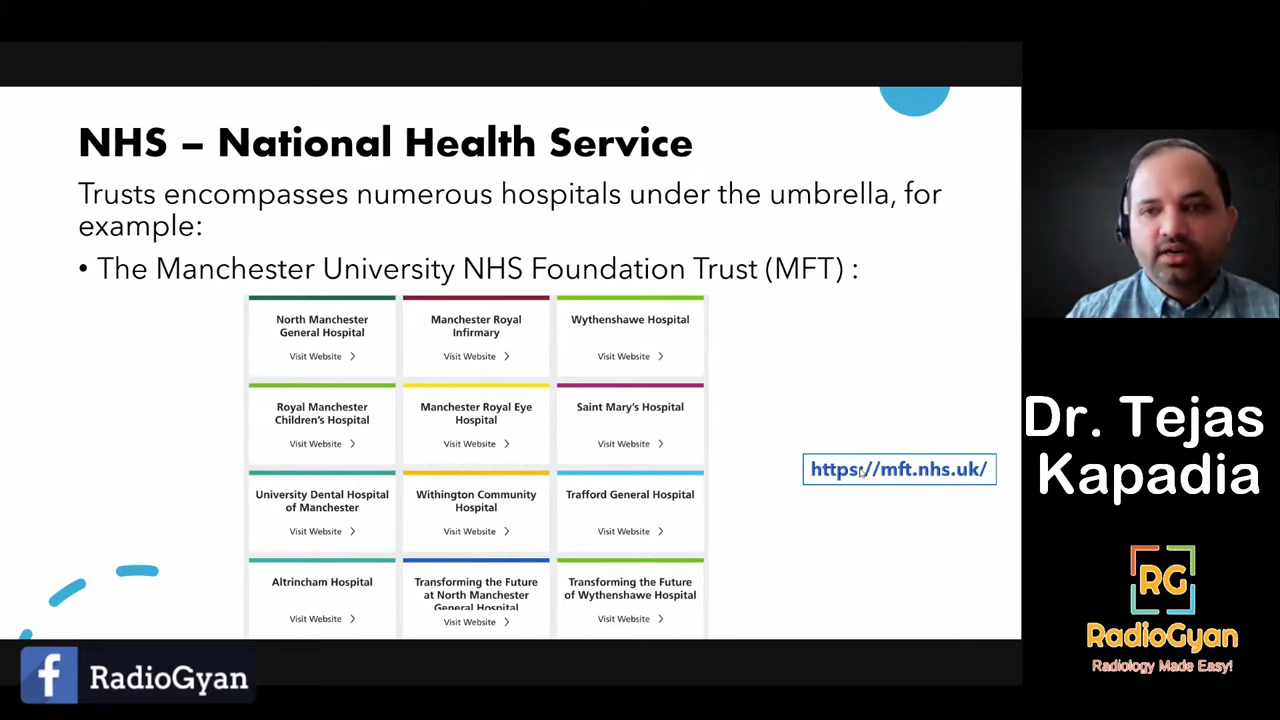 NHS – National Health Service
Trusts encompasses numerous hospitals under the umbrella, for
example:
• The Manchester University NHS Foundation Trust (MFT) :
North Manchester
General Hospital
Visit Website >
Manchester Royal
Infirmary
Visit Website >
Wythenshawe Hospital
Visit Website >
Royal Manchester
Children's Hospital
Visit Website >
Manchester Royal Eye
Hospital
Visit Website >
Saint Mary's Hospital
Visit Website >
University Dental Hospital
of Manchester
Visit Website >
Withington Community
Hospital
Visit Website >
Trafford General Hospital
Visit Website >
Altrincham Hospital
Visit Website >
Transforming the Future
at North Manchester
General Hospital
Visit Website >
Transforming the Future
of Wythenshawe Hospital
Visit Website >
https://mft.nhs.uk/
Dr. Tejas
Kapadia
RG
RadioGyan
Radiology Made Easy!
f RadioGyan